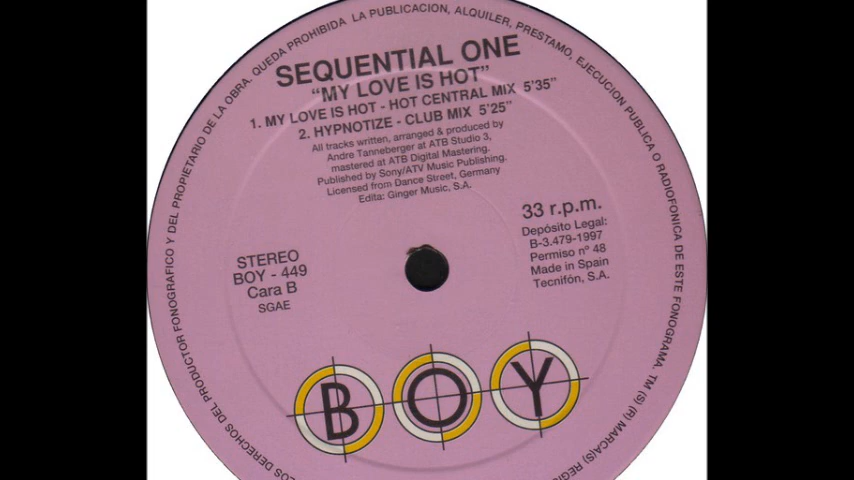 QUEDA PROHIBIDA LA PUBLICACION, ALQUILER, PRESTAMO, EJECUCION PUBLICA O RADIOFONICA DE ESTE FONOGRAMA. TM (S) (R) MARCA(S)
DERECHOS DEL PRODUCTOR FONOGRAFICO Y DEL PROPIETARIO DE LA OBRA.
SEQUENTIAL ONE
"MY LOVE IS HOT"
1. MY LOVE IS HOT - HOT CENTRAL MIX 5'35"
2. HYPNOTIZE - CLUB MIX 5'25"
All tracks written, arranged & produced by
Andre Tanneberger at ATB Studio 3,
mastered at ATB Digital Mastering.
Published by Sony/ATV Music Publishing.
Licensed from Dance Street, Germany
Edita: Ginger Music, S.A.
33 r.p.m.
Depósito Legal:
B-3.479-1997
Permiso nº 48
Made in Spain
Tecnifón, S.A.
STEREO
BOY - 449
Cara B
SGAE
BOY